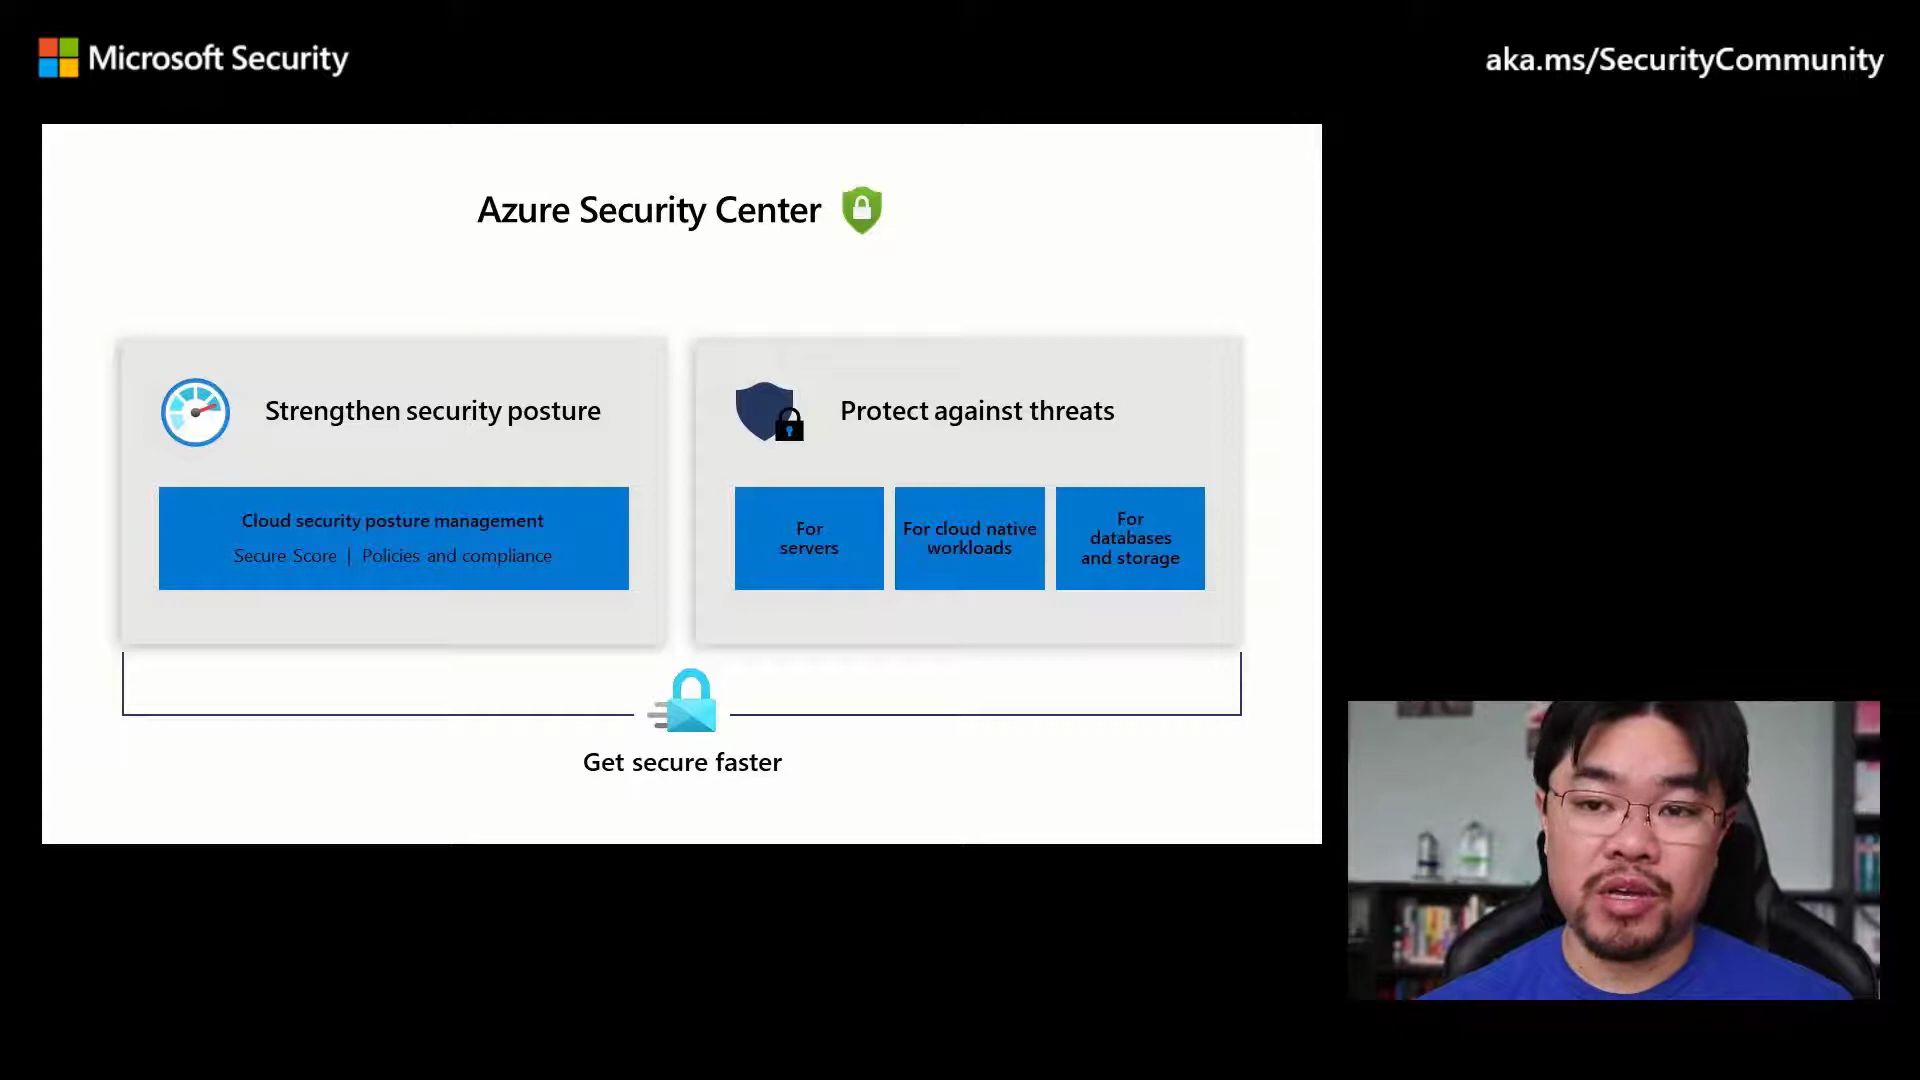 Microsoft Security
aka.ms/SecurityCommunity
Azure Security Center
Strengthen security posture
Cloud security posture management
Secure Score | Policies and compliance
Protect against threats
For
servers
For cloud native
workloads
For
databases
and storage
Get secure faster